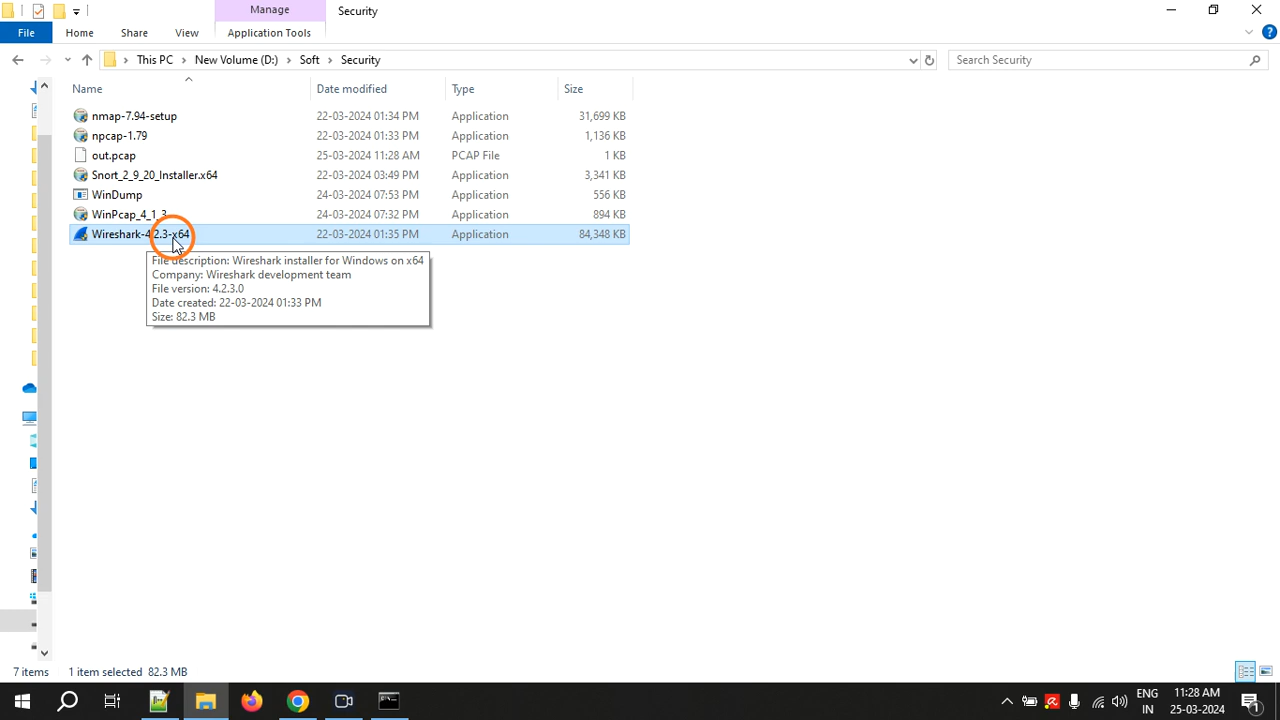 Manage
Security
File
Home
Share
View
Application Tools
This PC
New Volume (D:)
Soft
Security
Search Security
Name
Date modified
Type
Size
nmap-7.94-setup
22-03-2024 01:34 PM
Application
31,699 KB
npcap-1.79
22-03-2024 01:33 PM
Application
1,136 KB
out.pcap
25-03-2024 11:28 AM
PCAP File
1 KB
Snort_2_9_20_Installer.x64
22-03-2024 03:49 PM
Application
3,341 KB
WinDump
24-03-2024 07:53 PM
Application
556 KB
WinPcap_4_1_3
24-03-2024 07:32 PM
Application
894 KB
Wireshark-4.2.3-x64
22-03-2024 01:35 PM
Application
84,348 KB
File description: Wireshark installer for Windows on x64
Company: Wireshark development team
File version: 4.2.3.0
Date created: 22-03-2024 01:33 PM
Size: 82.3 MB
7 items
1 item selected 82.3 MB
ENG
IN
11:28 AM
25-03-2024
1